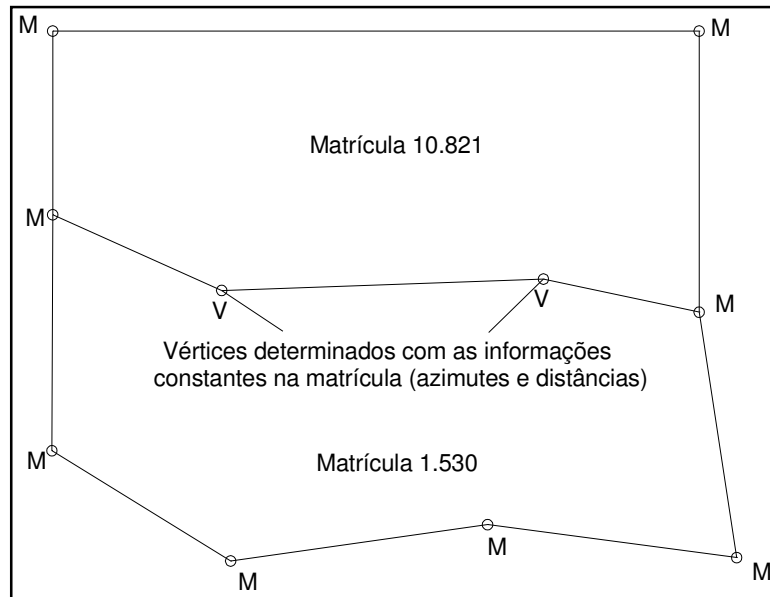 M
M
Matrícula 10.821
M
V
V
M
Vértices determinados com as informações
constantes na matrícula (azimutes e distâncias)
M
Matrícula 1.530
M
M
M